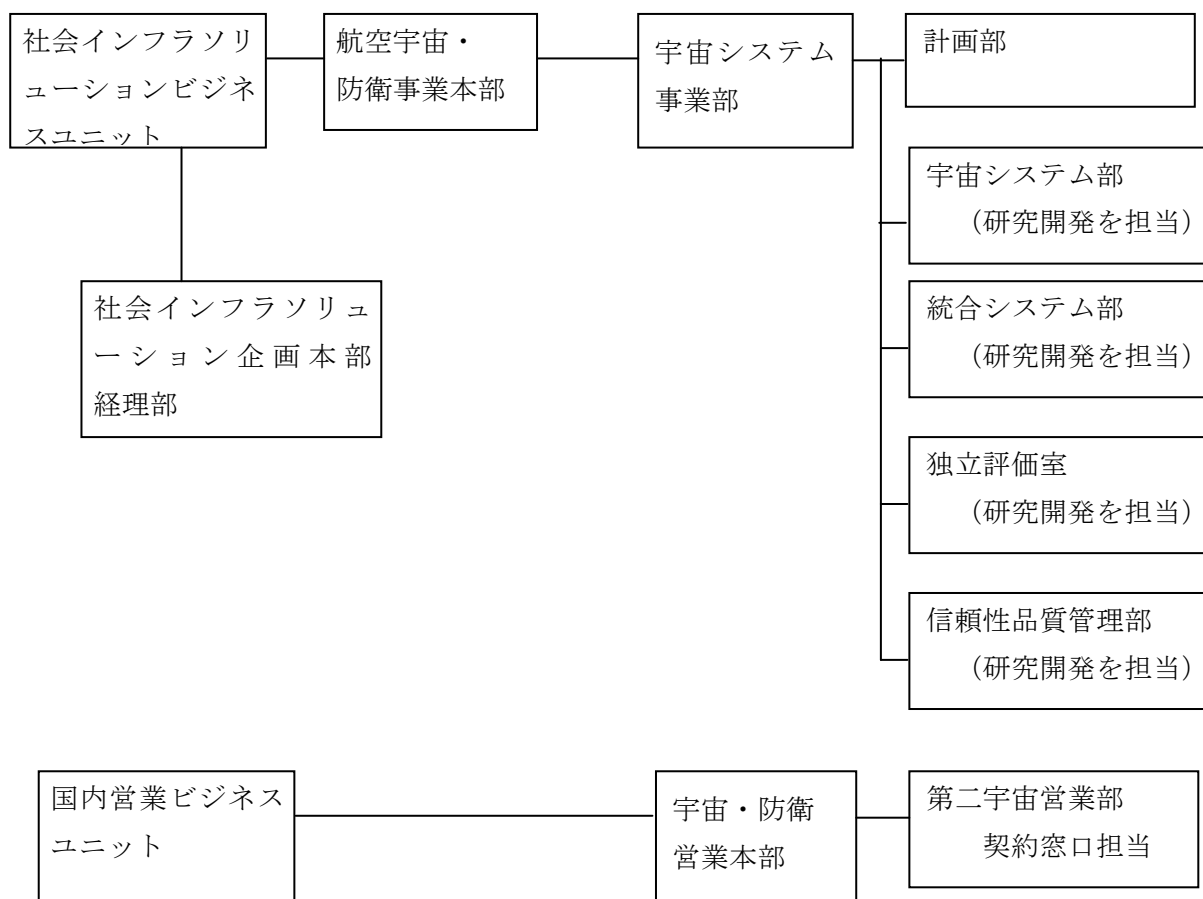 社会インフラソリ
ューションビジネ
スユニット
航空宇宙・
防衛事業本部
宇宙システム
事業部
計画部
宇宙システム部
（研究開発を担当）
社会インフラソリュ
ーション企画本部
経理部
統合システム部
（研究開発を担当）
独立評価室
（研究開発を担当）
信頼性品質管理部
（研究開発を担当）
国内営業ビジネス
ユニット
宇宙・防衛
営業本部
第二宇宙営業部
契約窓口担当